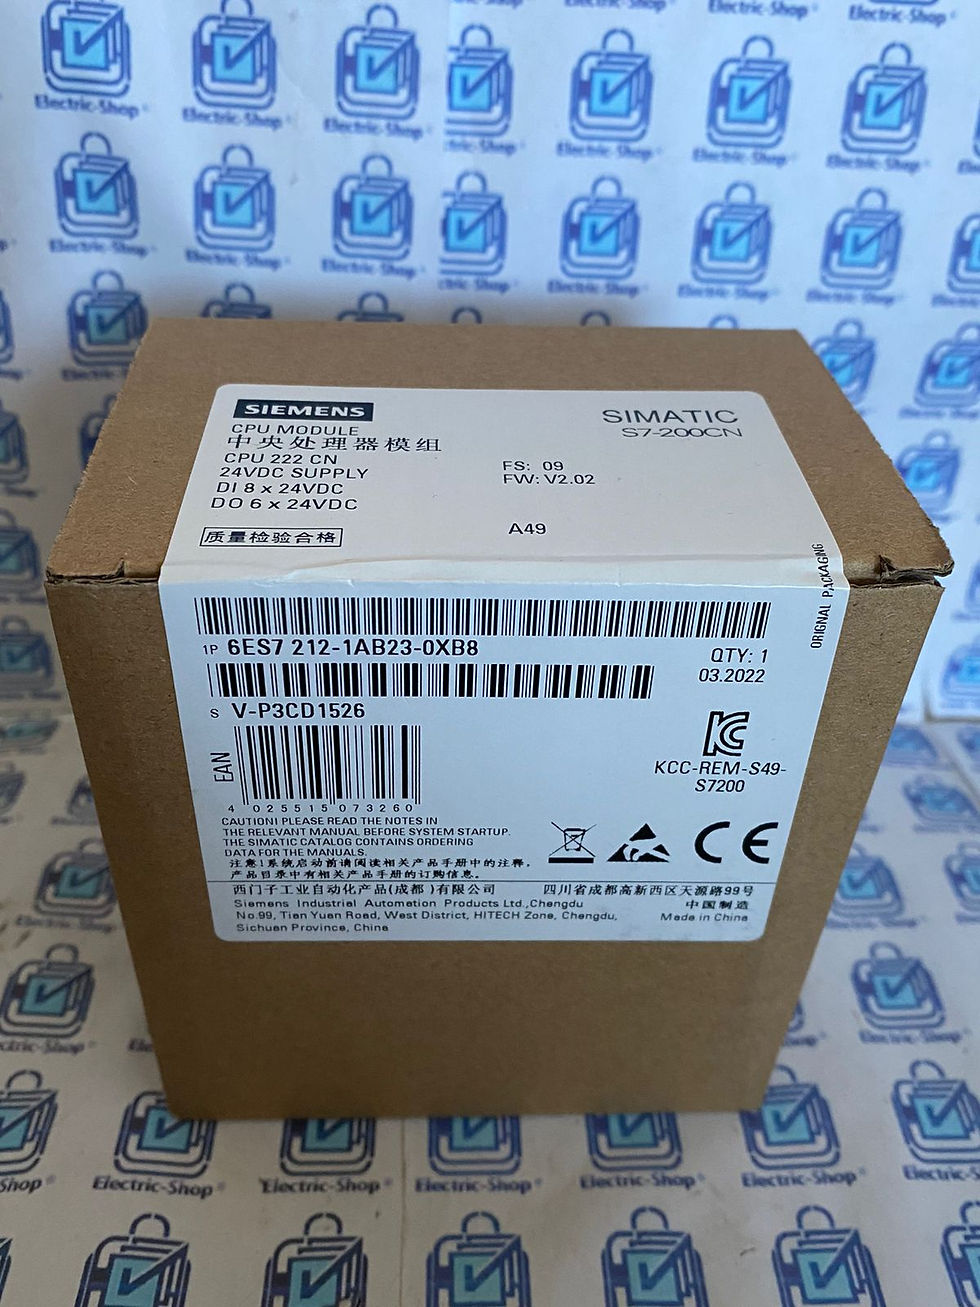 SIEMENS
CPU MODULE
中央处理器模组
CPU 222 CN
24VDC SUPPLY
DI 8 x 24VDC
DO 6 x 24VDC
质量检验合格
SIMATIC
S7-200CN
FS: 09
FW: V2.02
A49
ORIGNAL PACKAGING
1P 6ES7 212-1AB23-0XB8
QTY: 1
03.2022
S V-P3CD1526
EAN
4 025515 073260
KCC-REM-S49-
S7200
CAUTION! PLEASE READ THE NOTES IN
THE RELEVANT MANUAL BEFORE SYSTEM STARTUP.
THE SIMATIC CATALOG CONTAINS ORDERING
DATA FOR THE MANUALS.
注意!系统启动前请阅读相关产品手册中的注释,
产品目录中有相关产品手册的订购信息。
CE
西门子工业自动化产品(成都)有限公司
四川省成都高新西区天源路99号
Siemens Industrial Automation Products Ltd.,Chengdu
中国制造
No.99, Tian Yuan Road, West District, HITECH Zone, Chengdu,
Made in China
Sichuan Province, China
Electric-Shop